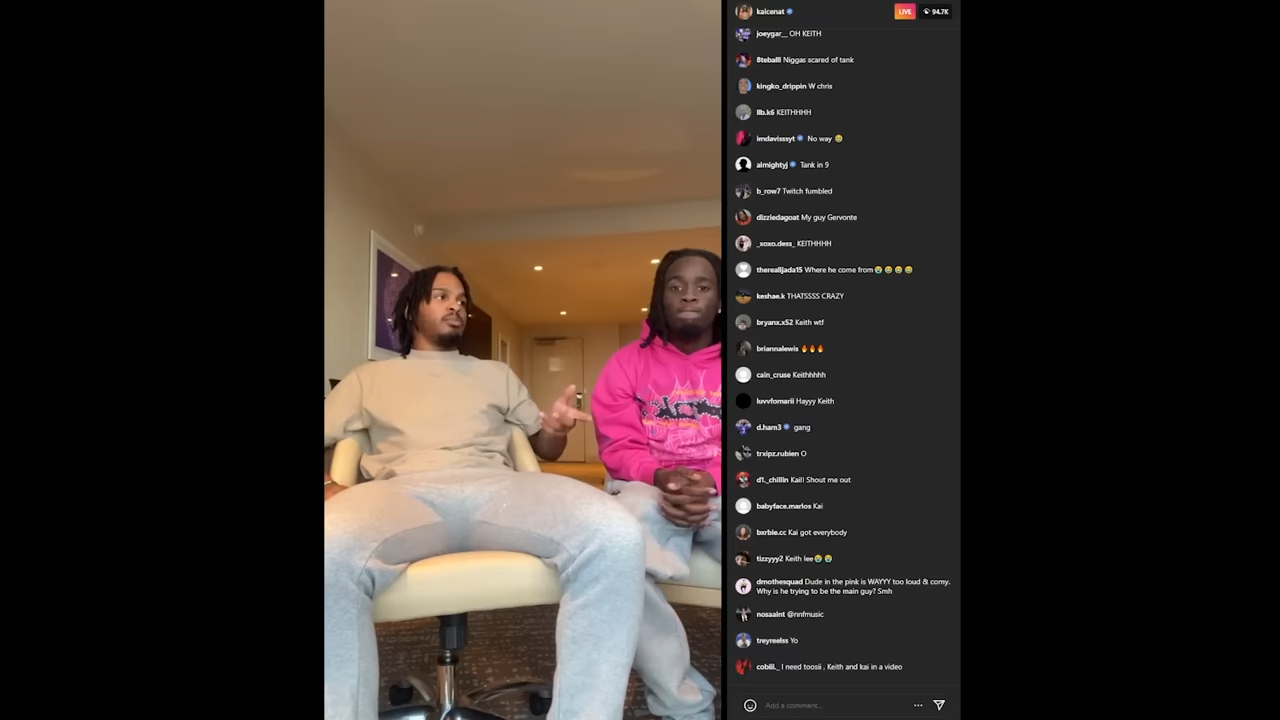 kaicenat LIVE 94.7K
joeygar__ OH KEITH
8teballl Niggas scared of tank
kingko_drippin W chris
llb.k6 KEITHHHH
imdavisssyt No way 🥹
almightyj Tank in 9
b_row7 Twitch fumbled
dizziedagoat My guy Gervonte
_xoxo.dess_ KEITHHHH
therealljada15 Where he come from😭😭😂😂
keshae.k THATSSSS CRAZY
bryanx.x52 Keith wtf
briannalewis 🔥🔥🔥
cain_cruse Keithhhhh
luvvfomarii Hayyy Keith
d.ham3 gang
trxipz.rubien O
d1._chillin Kai! Shout me out
babyface.marlos Kai
bxrbie.cc Kai got everybody
tizzyyy2 Keith lee😭😭
dmothesquad Dude in the pink is WAYYY too loud & corny.
Why is he trying to be the main guy? Smh
nosaaint @nnfmusic
treyreelss Yo
cobiii._ I need toosii , Keith and kai in a video
Add a comment...